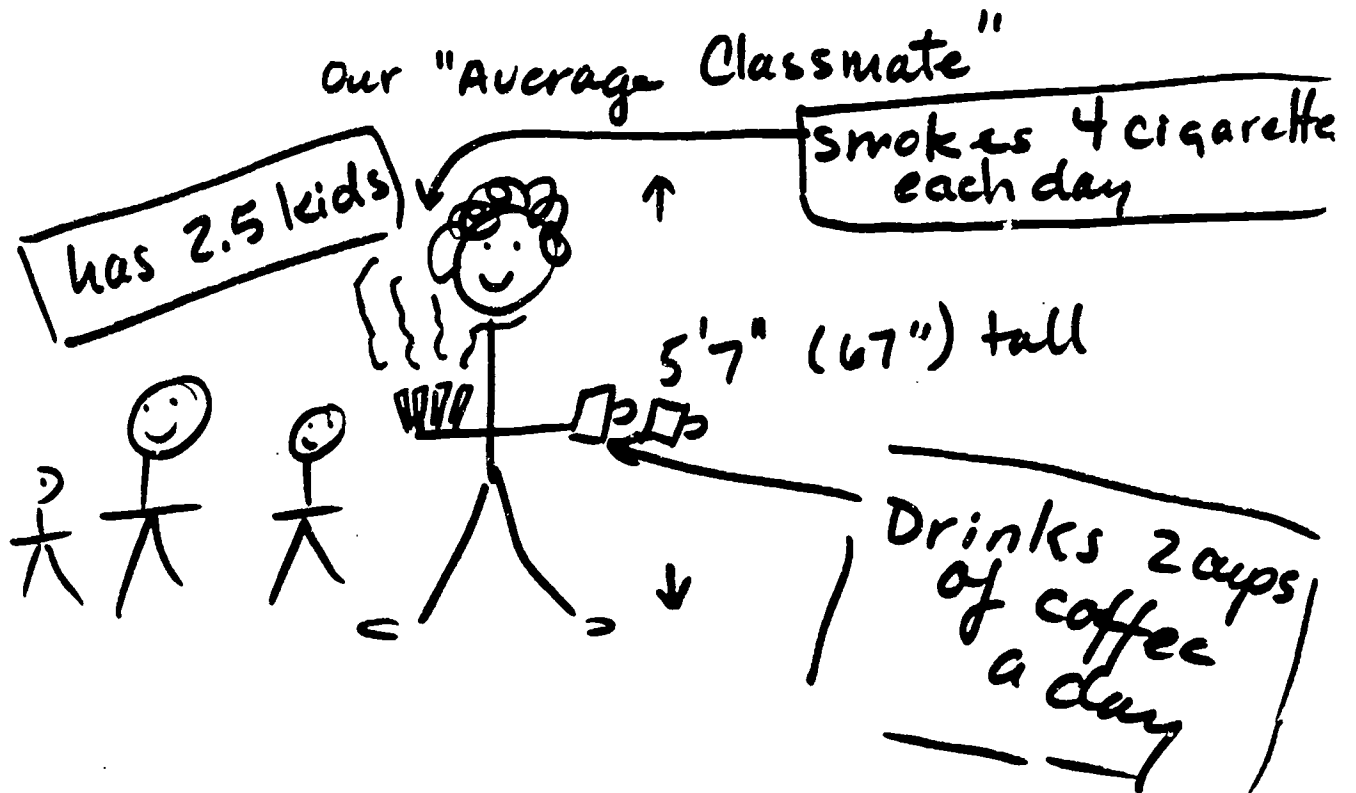 Our "Average Classmate"
smokes 4 cigarette
each day
has 2.5 kids
5'7" (67") tall
Drinks 2 cups
of coffee
a day